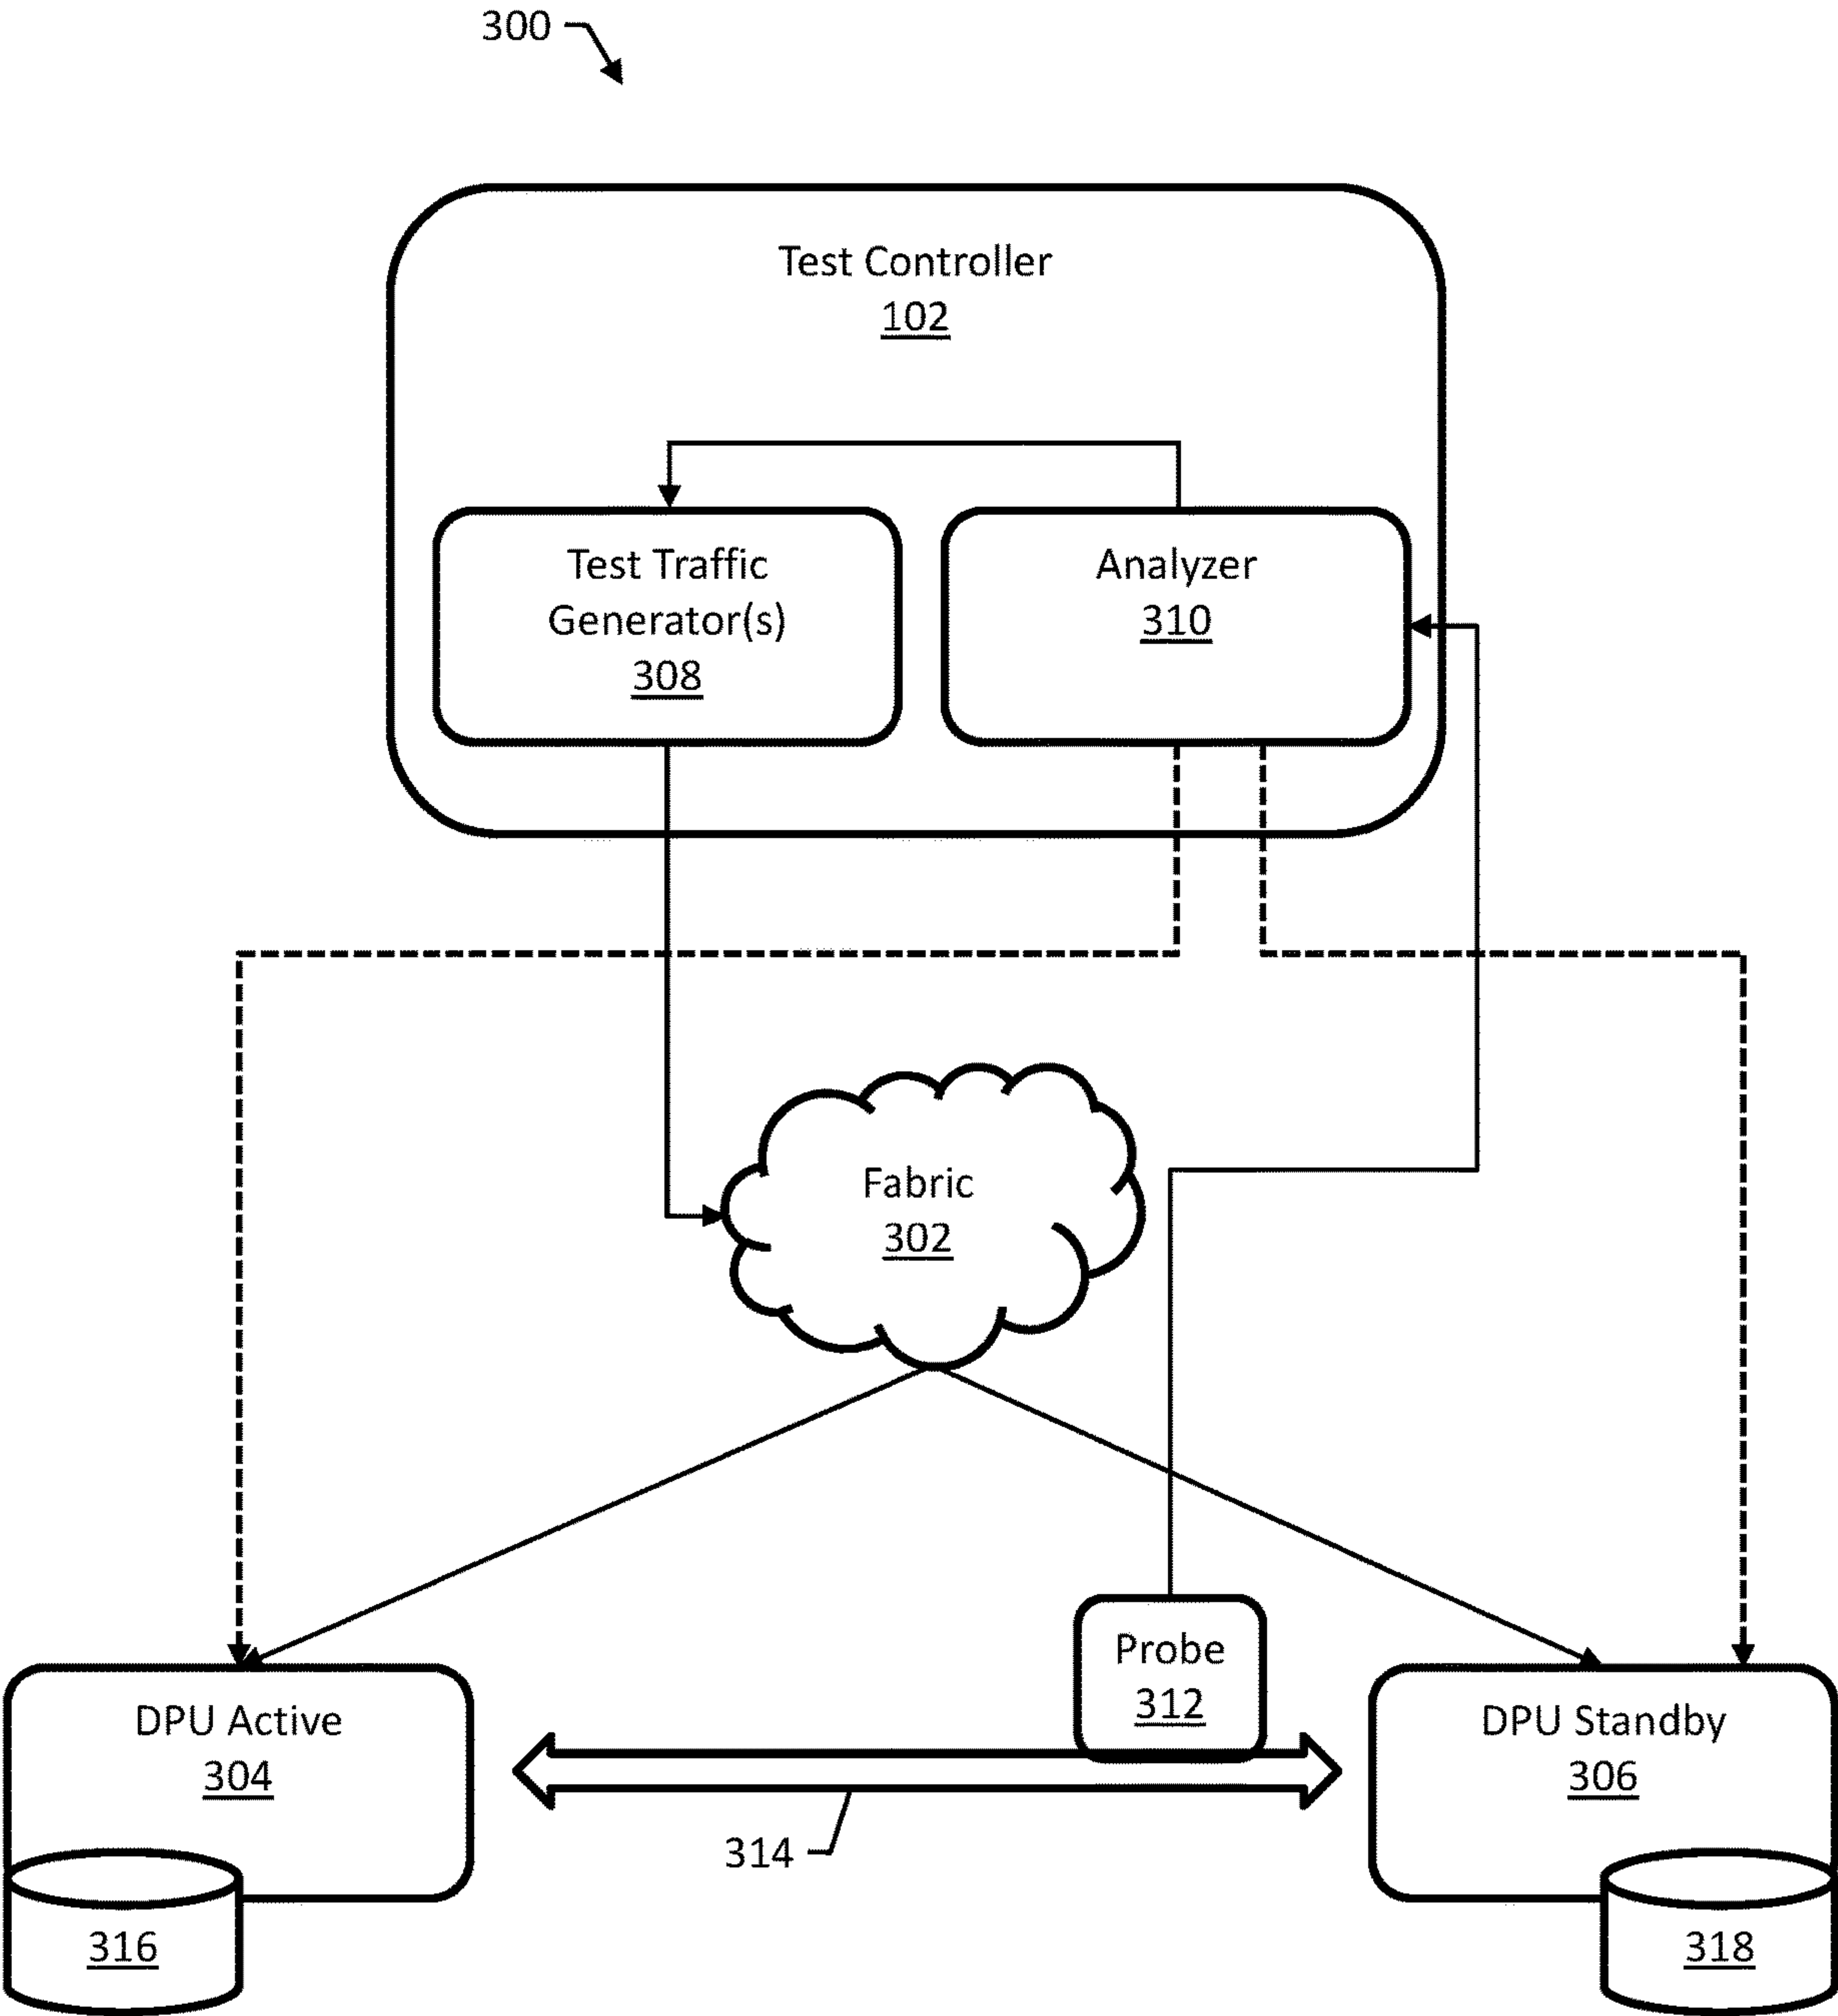 300
Test Controller
102
Test Traffic
Generator(s)
308
Analyzer
310
Fabric
302
Probe
312
DPU Active
304
DPU Standby
306
314
316
318